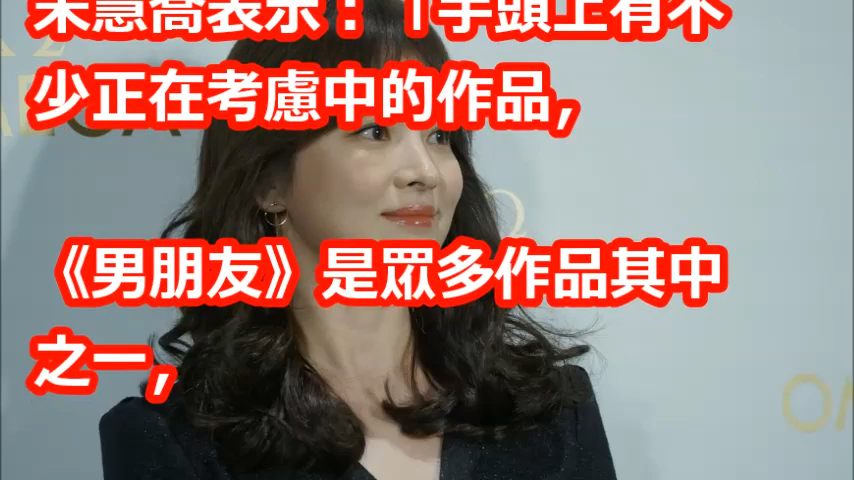 宋慧喬表示：「手頭上有不
少正在考慮中的作品，
《男朋友》是眾多作品其中
之一，